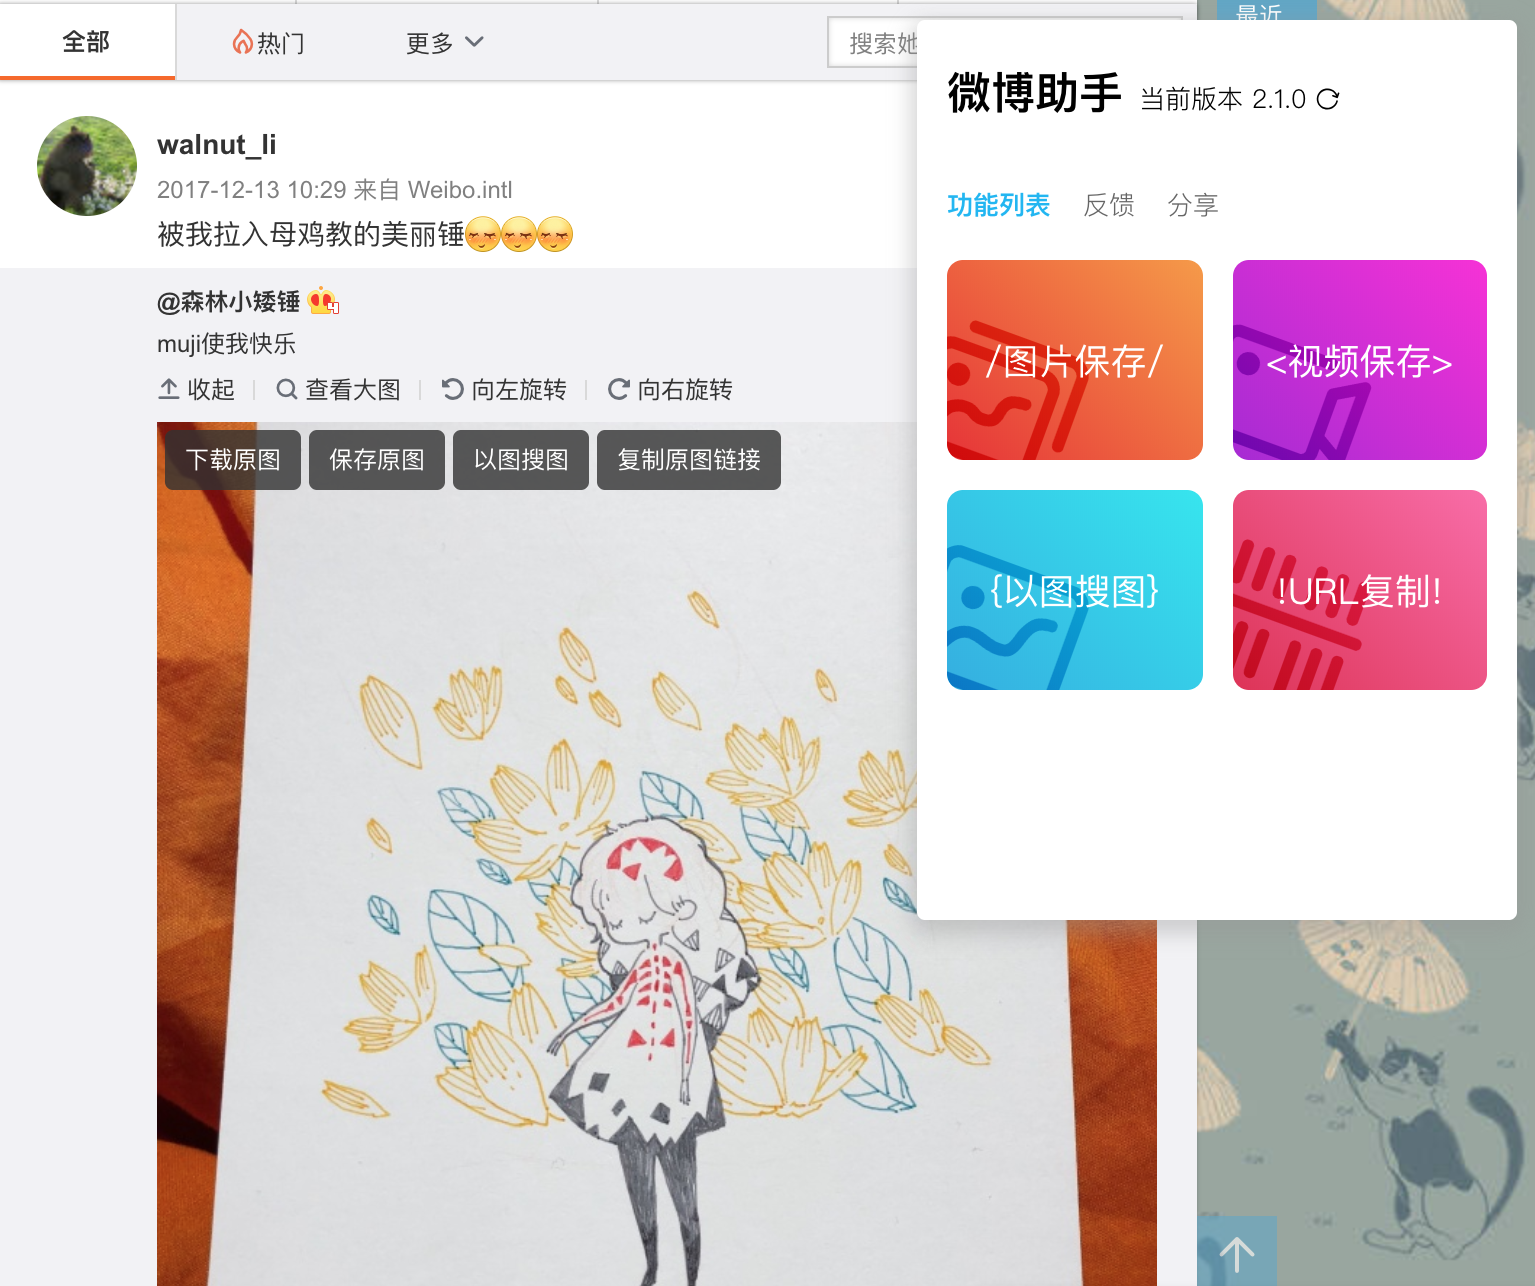 全部
热门
更多
搜索她
最近
walnut_li
2017-12-13 10:29 来自 Weibo.intl
被我拉入母鸡教的美丽锤
@森林小矮锤 4
muji使我快乐
收起
查看大图
向左旋转
向右旋转
下载原图
保存原图
以图搜图
复制原图链接
微博助手 当前版本 2.1.0
功能列表 反馈 分享
/图片保存/
<视频保存>
{以图搜图}
!URL复制!